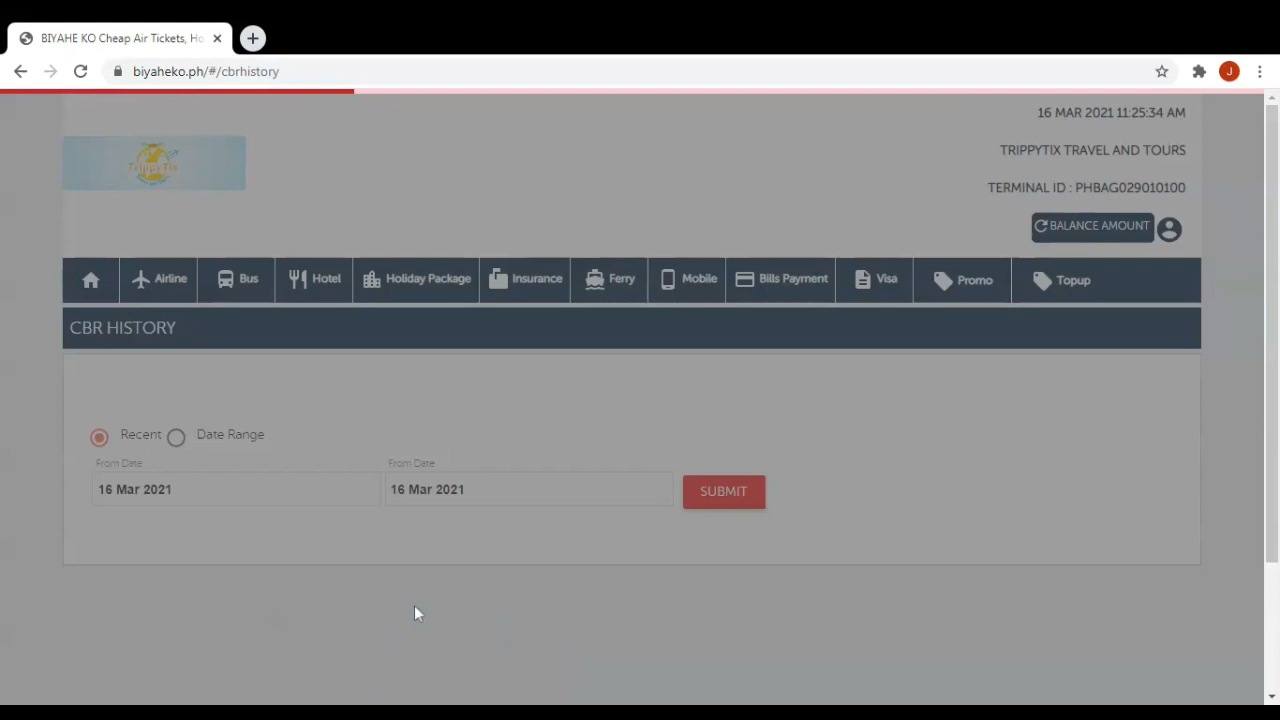 BIYAHE KO Cheap Air Tickets, Ho
biyaheko.ph/#/cbrhistory
J
16 MAR 2021 11:25:34 AM
TrippyTix
TRIPPYTIX TRAVEL AND TOURS
TERMINAL ID : PHBAG029010100
BALANCE AMOUNT
Airline Bus Hotel Holiday Package Insurance Ferry Mobile Bills Payment Visa Promo Topup
CBR HISTORY
Recent Date Range
From Date From Date
16 Mar 2021 16 Mar 2021 SUBMIT